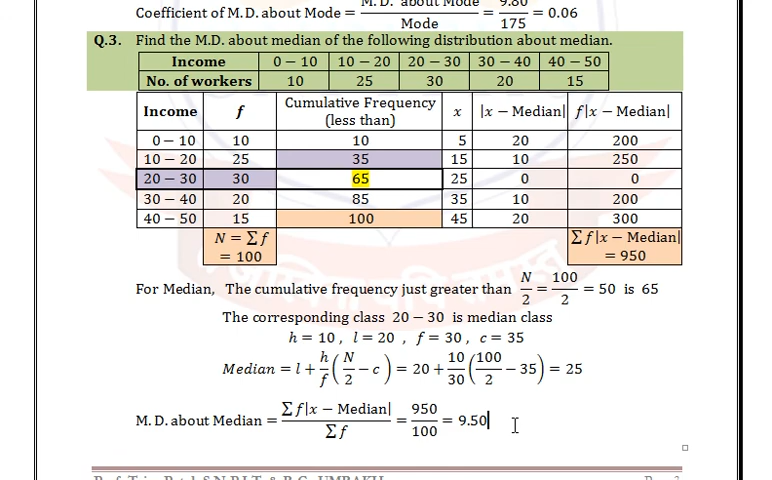 M.D. about Mode 9.80
Coefficient of M.D. about Mode = ――― = ――― = 0.06
Mode 175
Q.3. Find the M.D. about median of the following distribution about median.
Income 0 − 10 10 − 20 20 − 30 30 − 40 40 − 50
No. of workers 10 25 30 20 15
Income f Cumulative Frequency (less than) x |x − Median| f|x − Median|
0 − 10 10 10 5 20 200
10 − 20 25 35 15 10 250
20 − 30 30 65 25 0 0
30 − 40 20 85 35 10 200
40 − 50 15 100 45 20 300
N = ∑ f = 100 ∑ f|x − Median| = 950
For Median, The cumulative frequency just greater than N/2 = 100/2 = 50 is 65
The corresponding class 20 − 30 is median class
h = 10 , l = 20 , f = 30 , c = 35
Median = l + h/f (N/2 − c) = 20 + 10/30 (100/2 − 35) = 25
M. D. about Median = ∑ f|x − Median| / ∑ f = 950/100 = 9.50